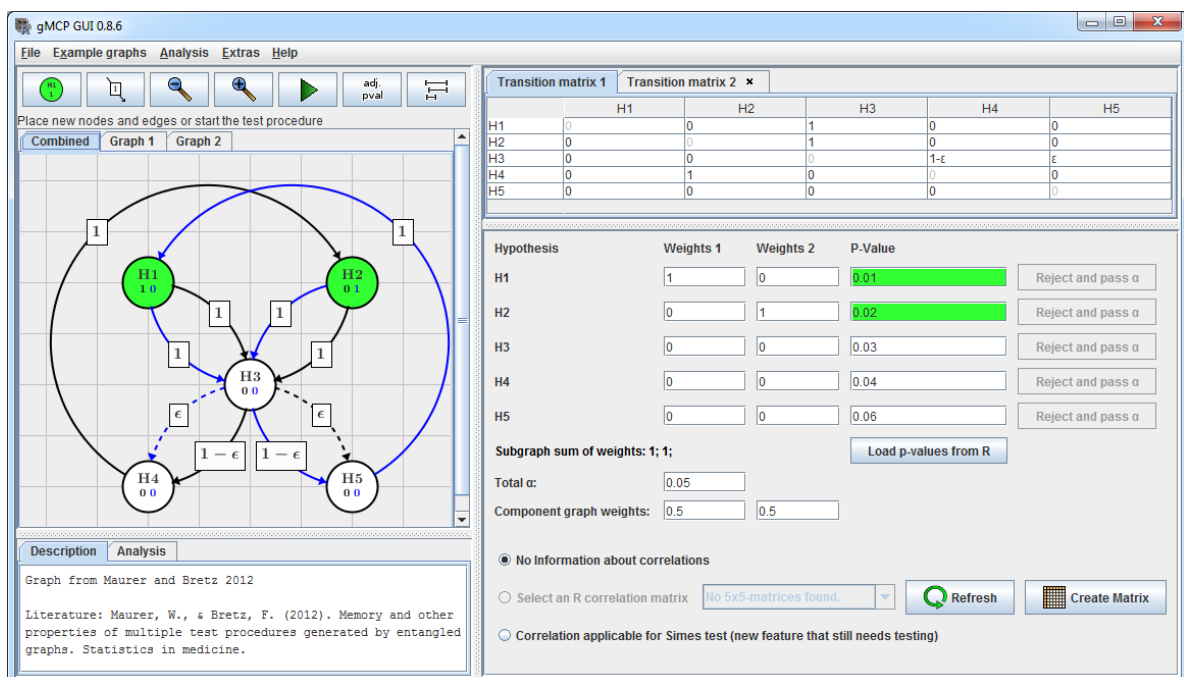 gMCP GUI 0.8.6
File Example graphs Analysis Extras Help
H1
1
1
adj.
pval
Place new nodes and edges or start the test procedure
Combined Graph 1 Graph 2
1 1
H1
1 0
H2
0 1
1 1
1 1
H3
0 0
ϵ ϵ
1 − ϵ 1 − ϵ
H4
0 0
H5
0 0
Description Analysis
Graph from Maurer and Bretz 2012
Literature: Maurer, W., & Bretz, F. (2012). Memory and other
properties of multiple test procedures generated by entangled
graphs. Statistics in medicine.
Transition matrix 1 Transition matrix 2 ×
H1 H2 H3 H4 H5
H1 0 0 1 0 0
H2 0 0 1 0 0
H3 0 0 0 1-ε ε
H4 0 1 0 0 0
H5 0 0 0 0 0
Hypothesis Weights 1 Weights 2 P-Value
H1 1 0 0.01 Reject and pass α
H2 0 1 0.02 Reject and pass α
H3 0 0 0.03 Reject and pass α
H4 0 0 0.04 Reject and pass α
H5 0 0 0.06 Reject and pass α
Subgraph sum of weights: 1; 1; Load p-values from R
Total α: 0.05
Component graph weights: 0.5 0.5
No Information about correlations
Select an R correlation matrix No 5x5-matrices found. Refresh Create Matrix
Correlation applicable for Simes test (new feature that still needs testing)